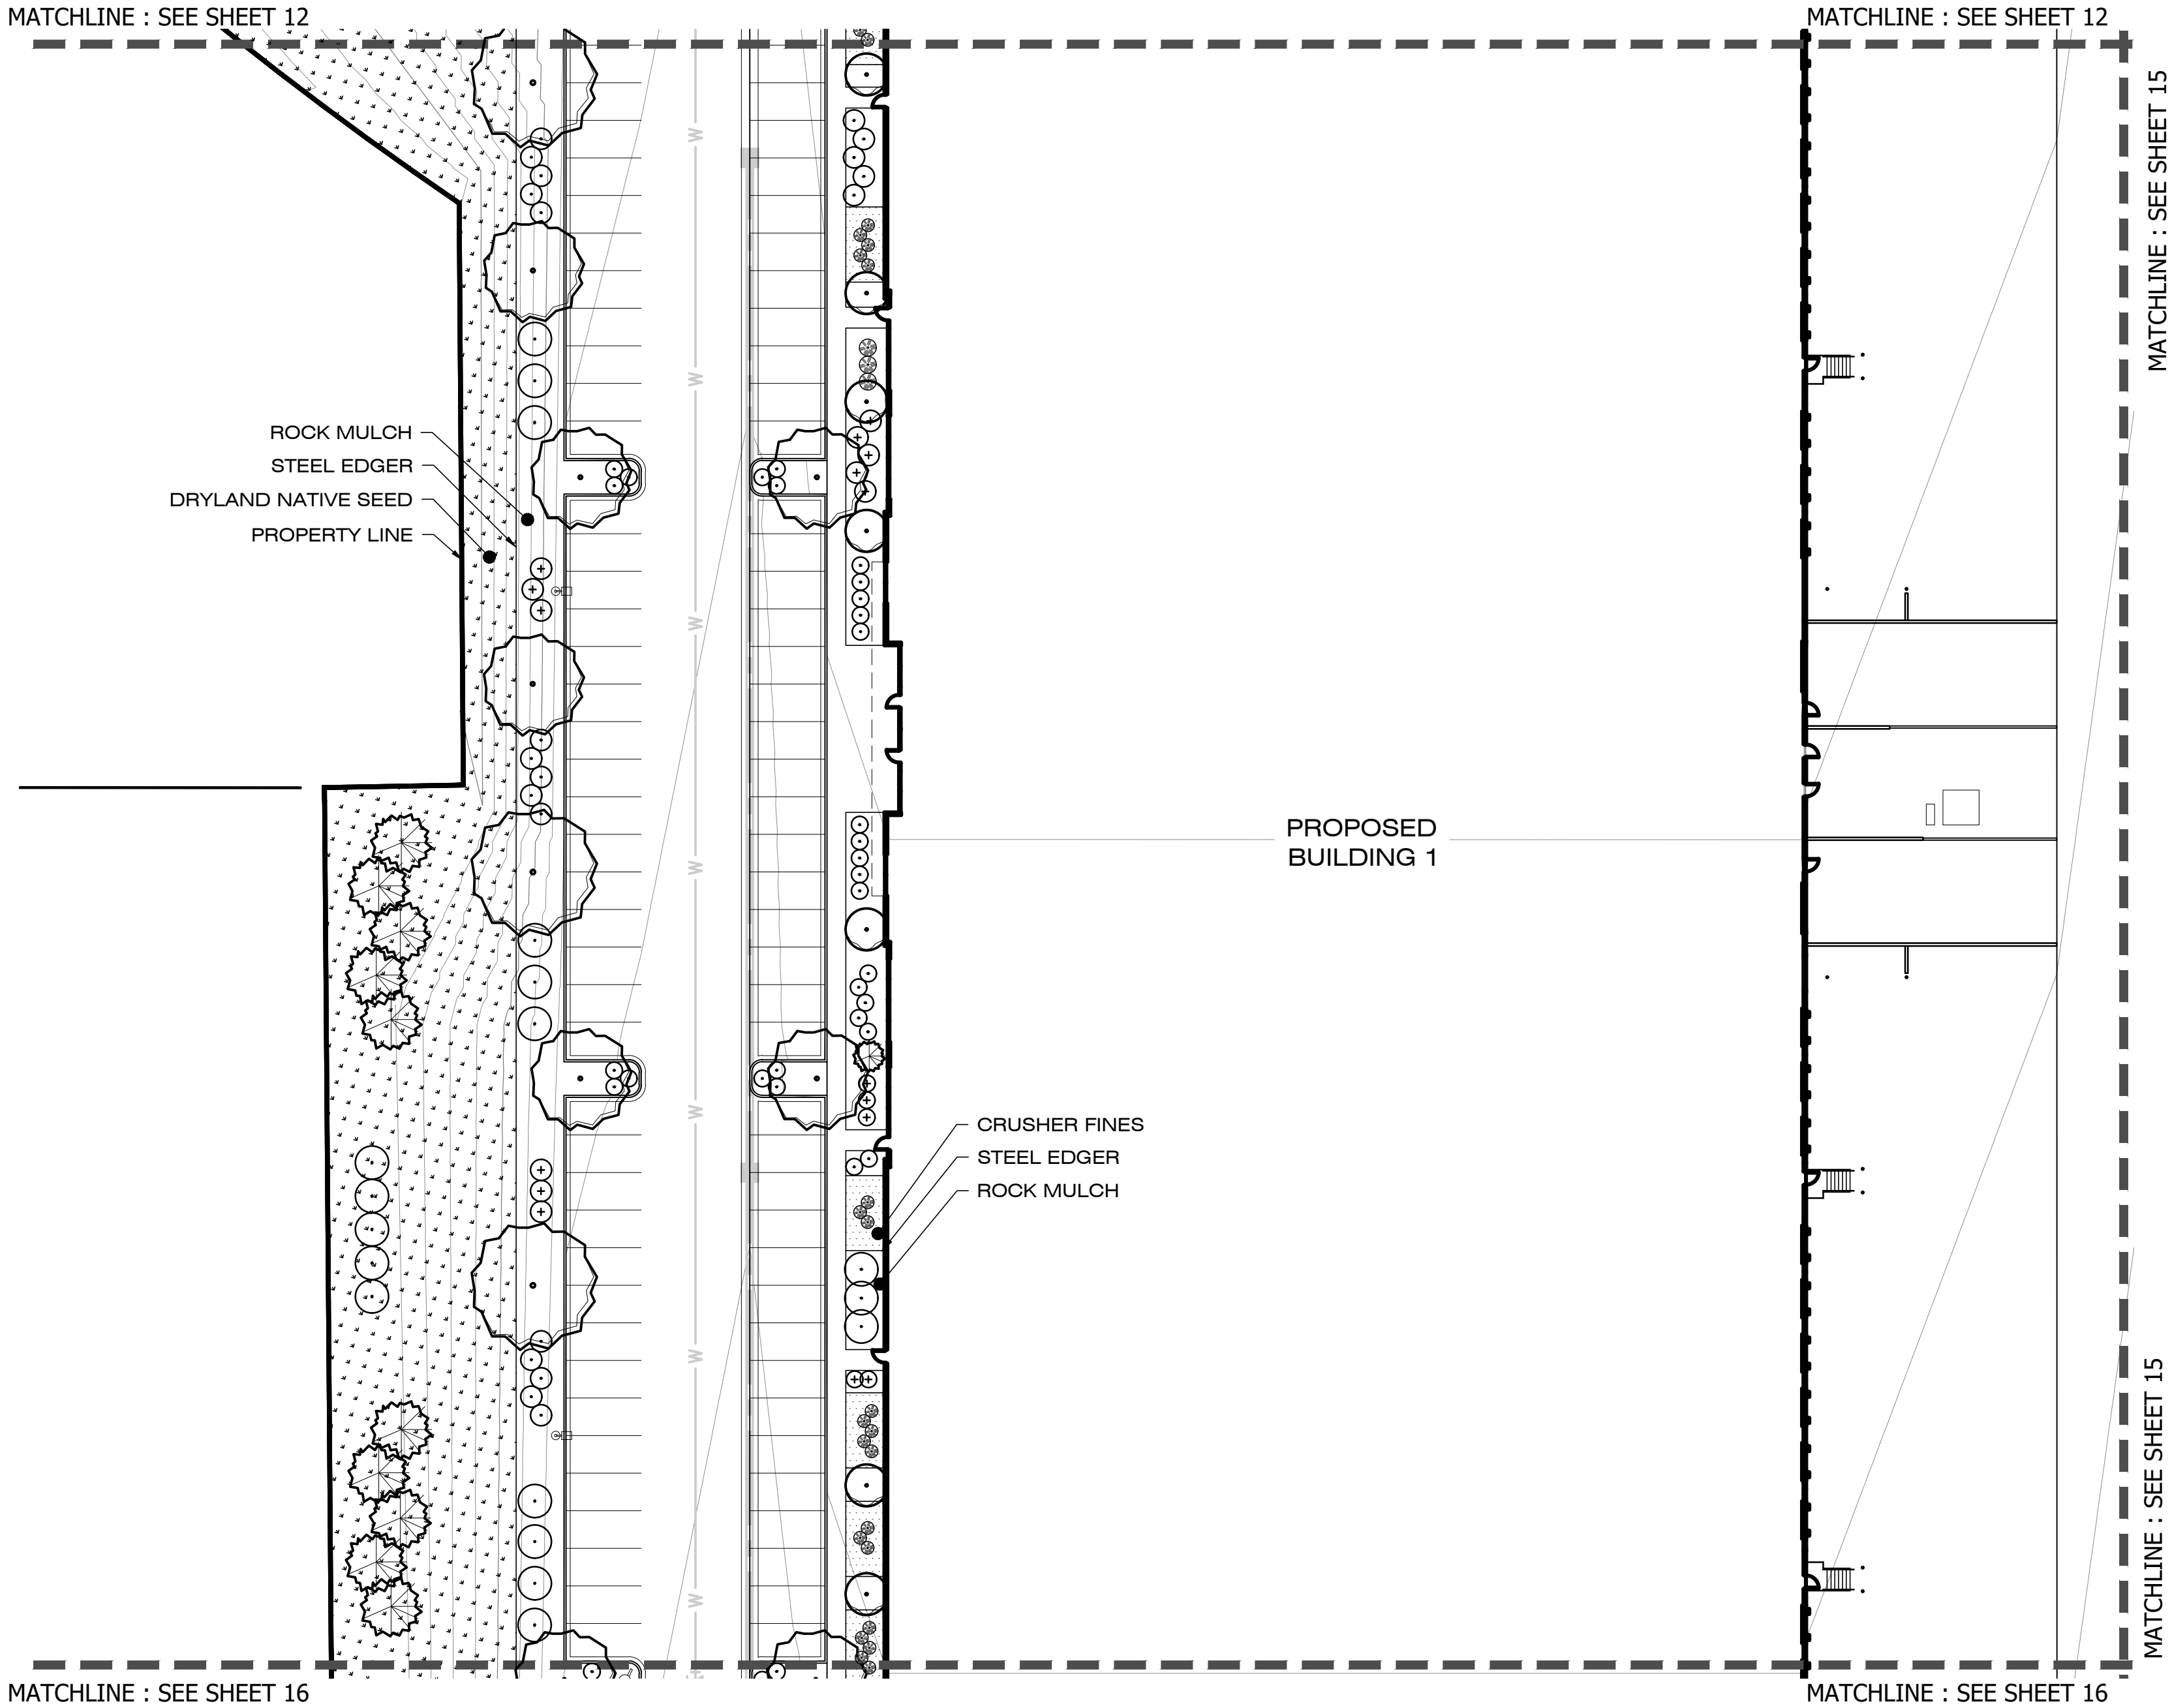 MATCHLINE : SEE SHEET 12
MATCHLINE : SEE SHEET 12
MATCHLINE : SEE SHEET 15
W
W
ROCK MULCH
STEEL EDGER
DRYLAND NATIVE SEED
PROPERTY LINE
W
PROPOSED
BUILDING 1
W
W
CRUSHER FINES
STEEL EDGER
ROCK MULCH
W
W
MATCHLINE : SEE SHEET 15
MATCHLINE : SEE SHEET 16
MATCHLINE : SEE SHEET 16